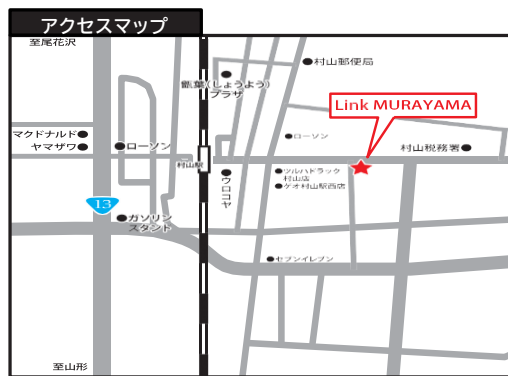 アクセスマップ
至尾花沢
村山郵便局
甑葉(しょうよう)
プラザ
Link MURAYAMA
マクドナルド
ヤマザワ
ローソン
ローソン
村山税務署
村山駅
ウロコヤ
ツルハドラック
村山店
ゲオ村山駅西店
13
ガソリン
スタンド
セブンイレブン
至山形